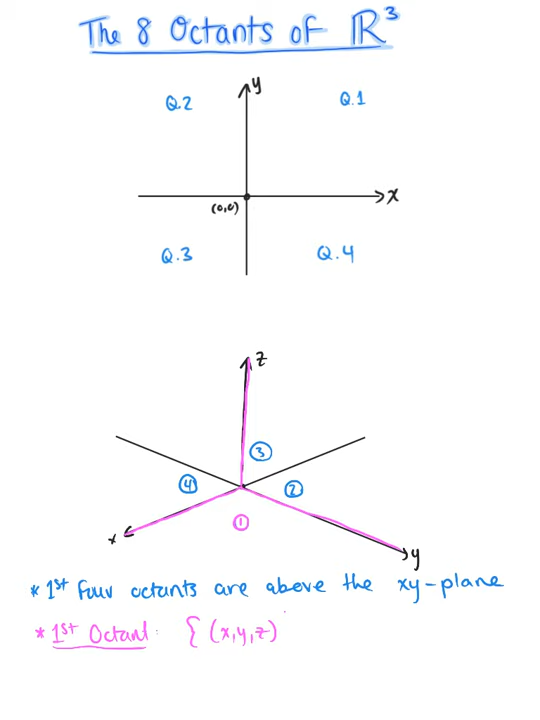 The 8 Octants of ℝ³
y
Q.2 Q.1
x
(0,0)
Q.3 Q.4
z
③
④ ②
①
x
y
* 1st four octants are above the xy-plane
* 1st Octant: { (x,y,z)